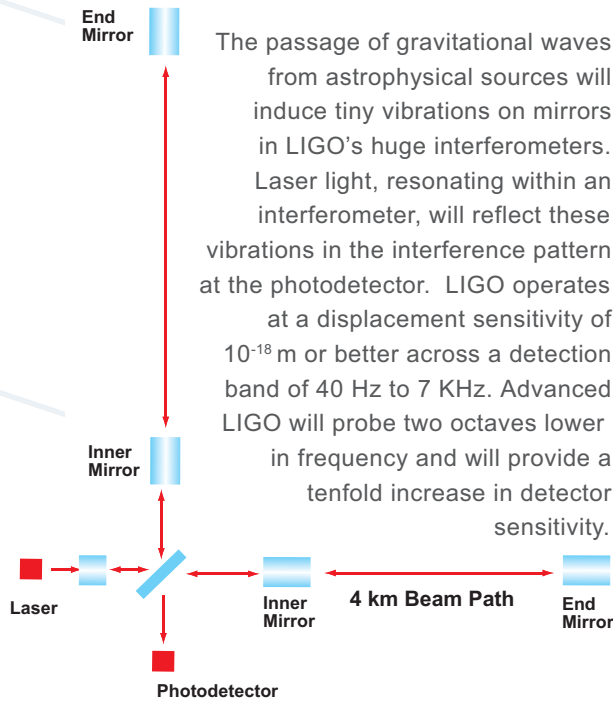 End
Mirror
The passage of gravitational waves
from astrophysical sources will
induce tiny vibrations on mirrors
in LIGO’s huge interferometers.
Laser light, resonating within an
interferometer, will reflect these
vibrations in the interference pattern
at the photodetector.  LIGO operates
at a displacement sensitivity of
10⁻¹⁸ m or better across a detection
band of 40 Hz to 7 KHz. Advanced
LIGO will probe two octaves lower
in frequency and will provide a
tenfold increase in detector
sensitivity.
Inner
Mirror
Laser
Inner
Mirror
4 km Beam Path
End
Mirror
Photodetector